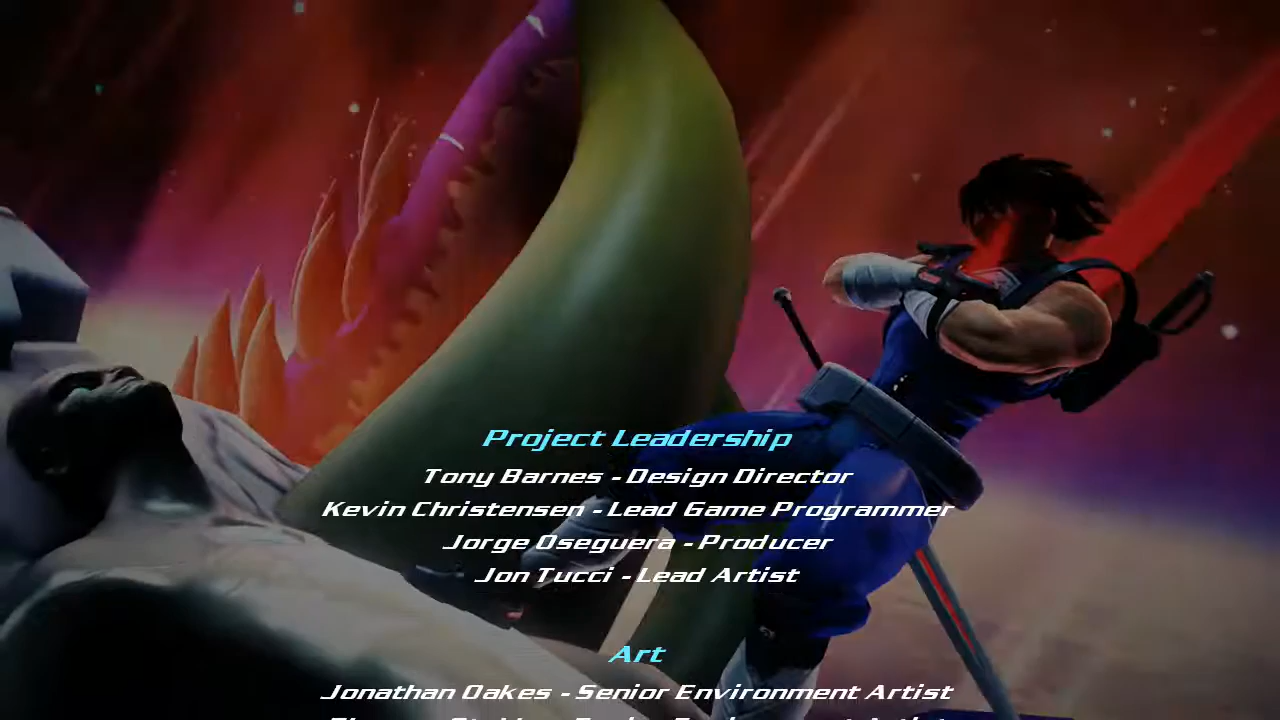 Project Leadership
Tony Barnes - Design Director
Kevin Christensen - Lead Game Programmer
Jorge Oseguera - Producer
Jon Tucci - Lead Artist
Art
Jonathan Oakes - Senior Environment Artist